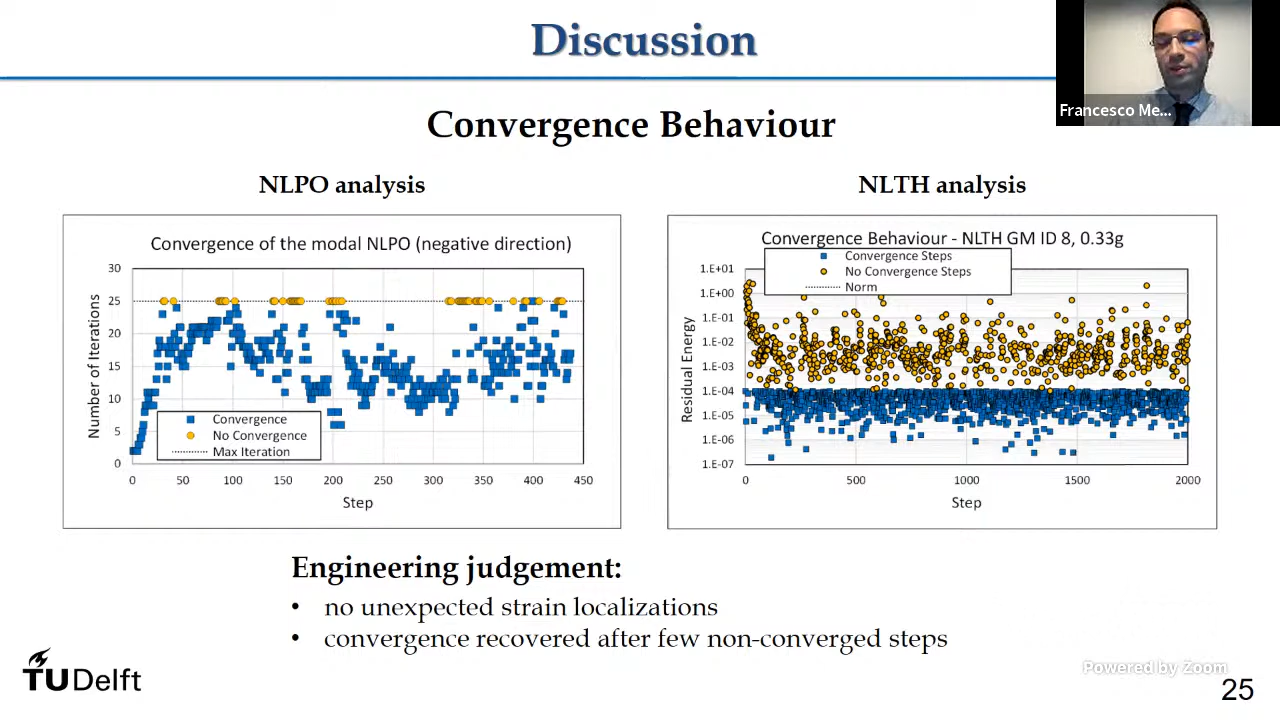 Discussion
Francesco Me...
Convergence Behaviour
NLPO analysis
NLTH analysis
Convergence of the modal NLPO (negative direction)
Number of Iterations
30
25
20
15
10
5
0
Convergence
No Convergence
Max Iteration
0 50 100 150 200 250 300 350 400 450
Step
Convergence Behaviour - NLTH GM ID 8, 0.33g
Convergence Steps
No Convergence Steps
Norm
Residual Energy
1.E+01
1.E+00
1.E-01
1.E-02
1.E-03
1.E-04
1.E-05
1.E-06
1.E-07
0 500 1000 1500 2000
Step
Engineering judgement:
• no unexpected strain localizations
• convergence recovered after few non-converged steps
TUDelft
Powered by Zoom
25